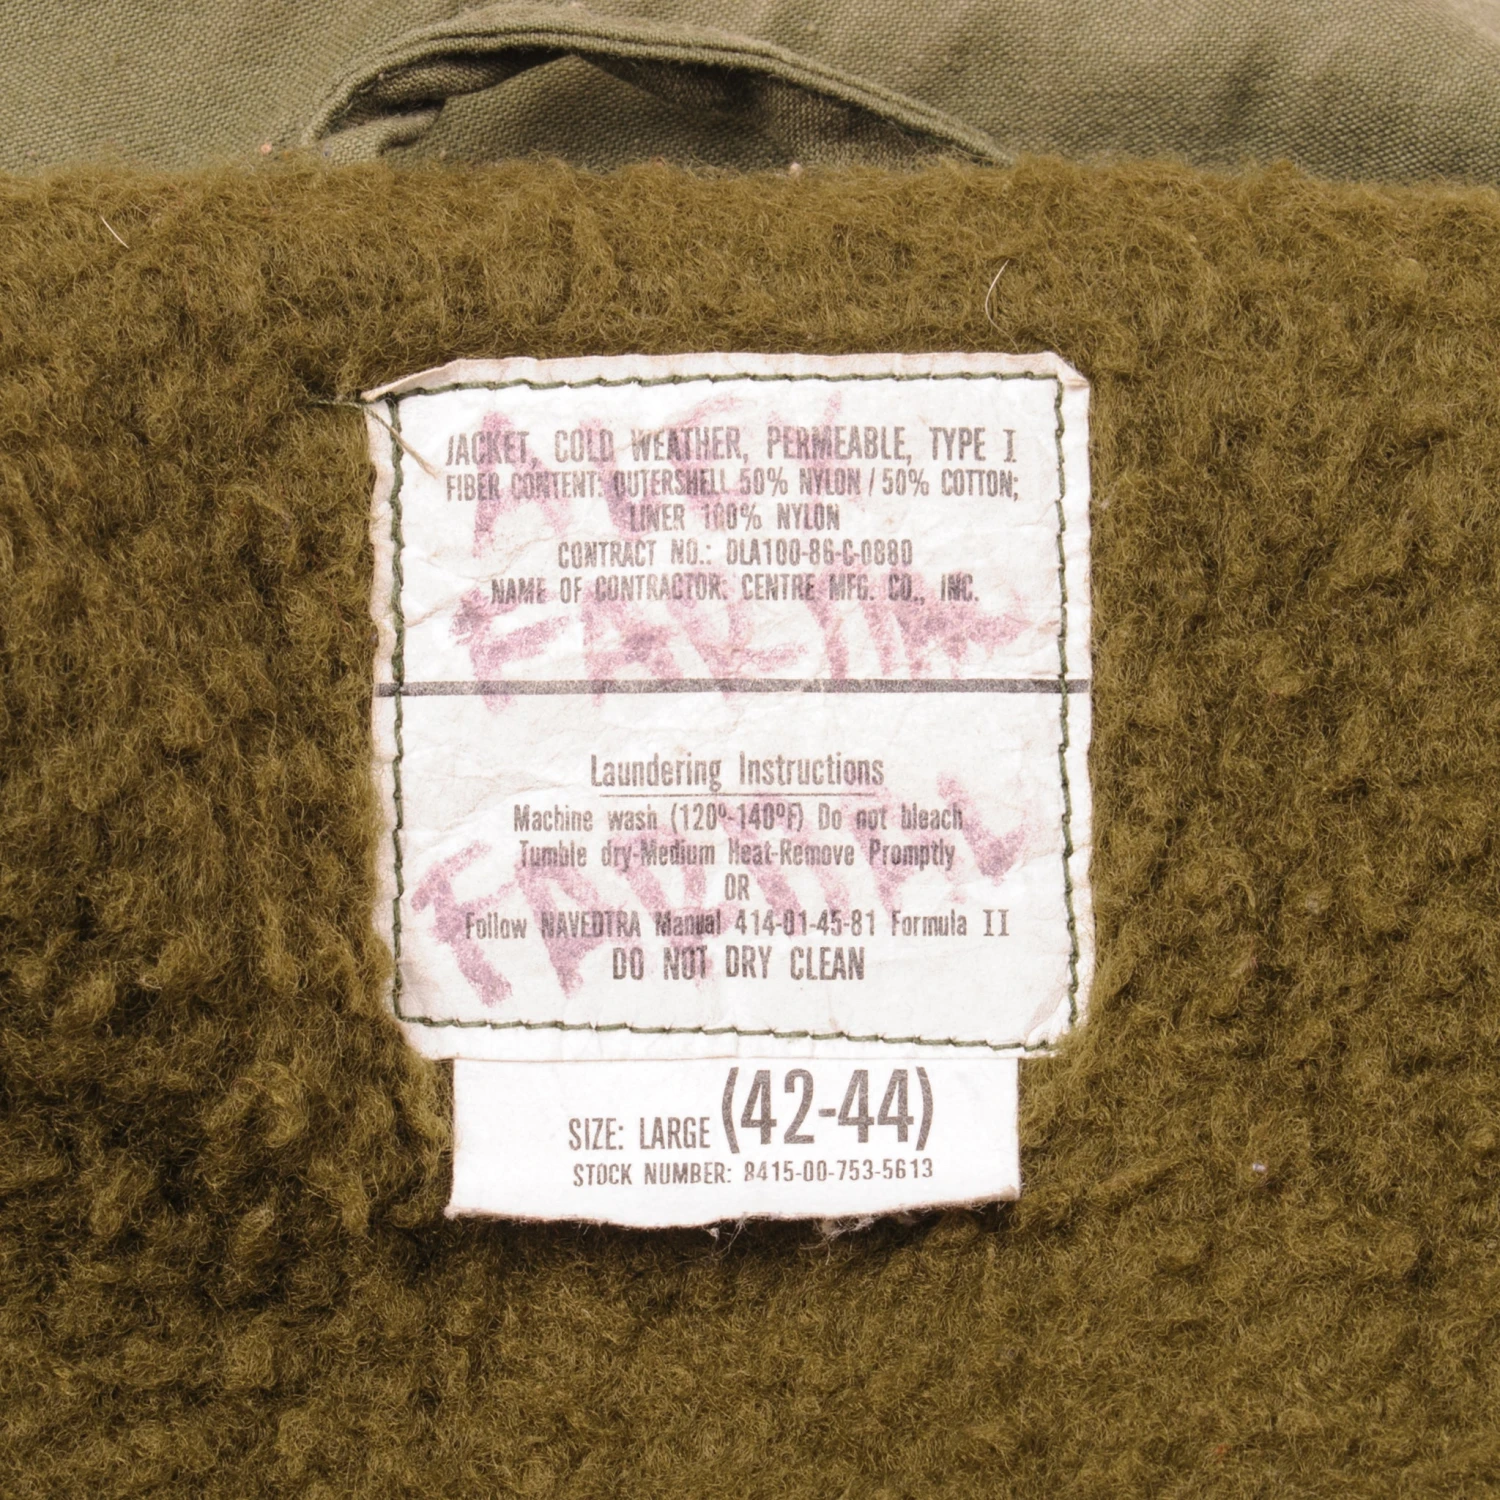 JACKET, COLD WEATHER, PERMEABLE, TYPE I
FIBER CONTENT: OUTERSHELL 50% NYLON / 50% COTTON;
LINER 100% NYLON
CONTRACT NO.: DLA100-86-C-0880
NAME OF CONTRACTOR: CENTRE MFG. CO., INC.
Laundering Instructions
Machine wash (120º-140ºF) Do not bleach
Tumble dry-Medium Heat-Remove Promptly
OR
Follow NAVEDTRA Manual 414-01-45-81 Formula II
DO NOT DRY CLEAN
SIZE: LARGE (42-44)
STOCK NUMBER: 8415-00-753-5613